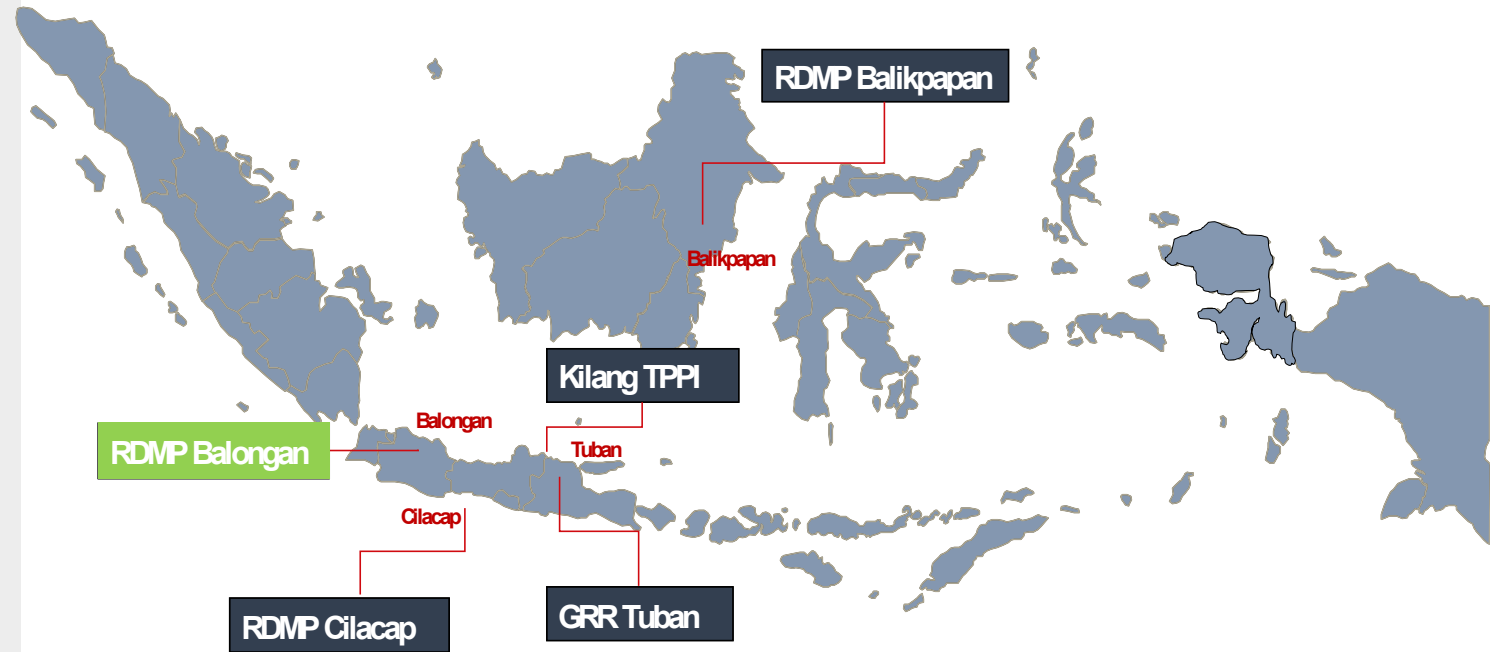 RDMP Balikpapan
Balikpapan
Kilang TPPI
Balongan
RDMP Balongan
Tuban
Cilacap
RDMP Cilacap
GRR Tuban